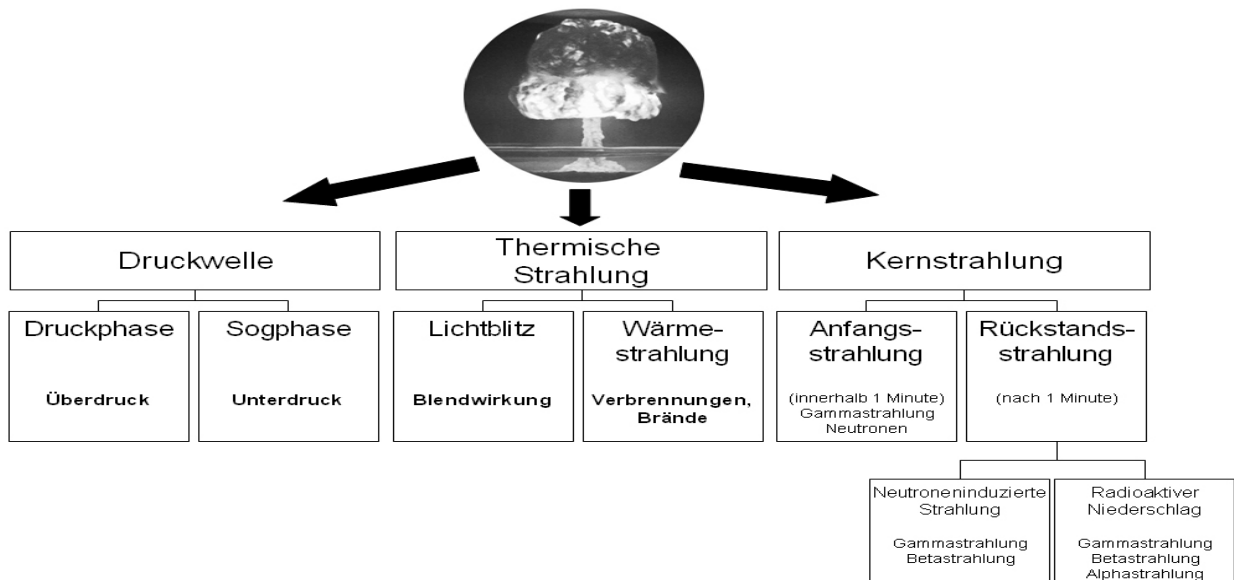 Druckwelle
Thermische
Strahlung
Kernstrahlung
Druckphase
Überdruck
Sogphase
Unterdruck
Lichtblitz
Blendwirkung
Wärme-
strahlung
Verbrennungen,
Brände
Anfangs-
strahlung
(innerhalb 1 Minute)
Gammastrahlung
Neutronen
Rückstands-
strahlung
(nach 1 Minute)
Neutroneninduzierte
Strahlung
Gammastrahlung
Betastrahlung
Radioaktiver
Niederschlag
Gammastrahlung
Betastrahlung
Alphastrahlung